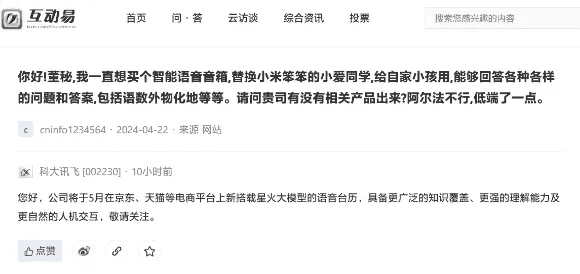 互动易
首页 问·答 云访谈 综合资讯 投票
搜索您感兴趣的内容
你好!董秘,我一直想买个智能语音音箱,替换小米笨笨的小爱同学,给自家小孩用,能够回答各种各样
的问题和答案,包括语数外物化地等等。请问贵司有没有相关产品出来?阿尔法不行,低端了一点。
c cninfo1234564 · 2024-04-22 · 来源 网站
科大讯飞 [002230] · 10小时前
您好，公司将于5月在京东、天猫等电商平台上新搭载星火大模型的语音台历，具备更广泛的知识覆盖、更强的理解能力及
更自然的人机交互，敬请关注。
点赞